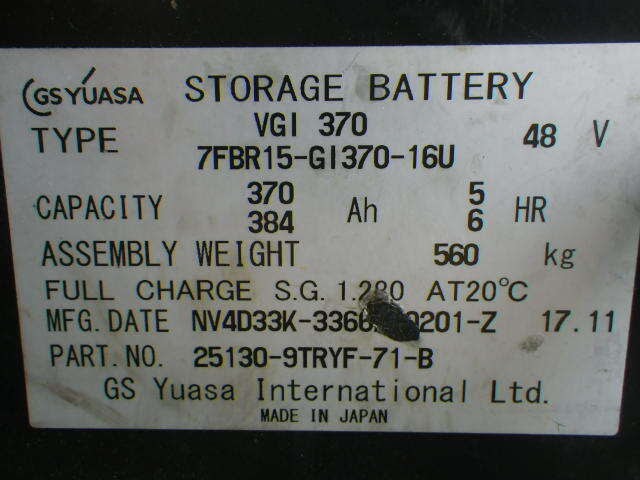 GS YUASA STORAGE BATTERY
TYPE VGI 370 48 V
7FBR15-GI370-16U
CAPACITY 370 Ah 5 HR
384 6
ASSEMBLY WEIGHT 560 kg
FULL CHARGE S.G. 1.280 AT20℃
MFG. DATE 17.11
PART.NO. 25130-9TRYF-71-B
GS Yuasa International Ltd.
MADE IN JAPAN